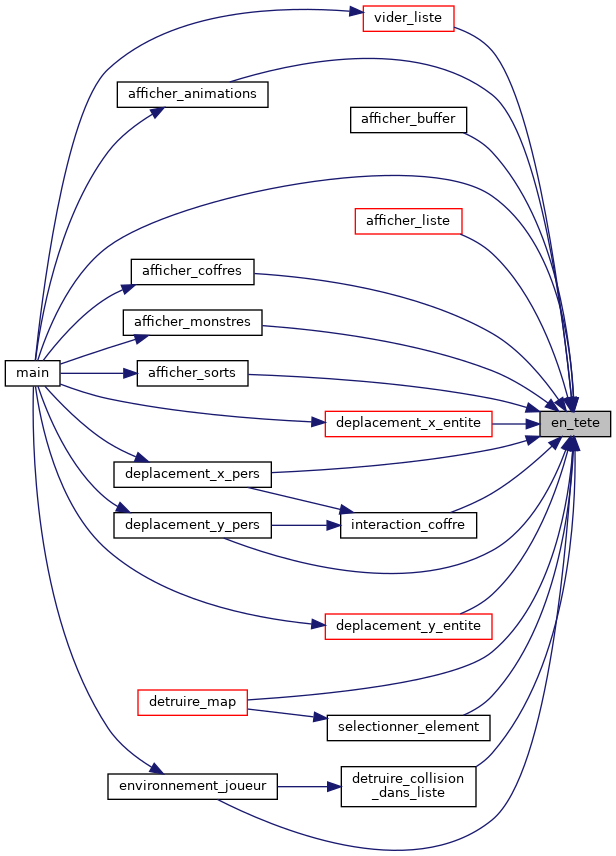 vider_liste
afficher_animations
afficher_buffer
afficher_liste
afficher_coffres
afficher_monstres
main
afficher_sorts
en_tete
deplacement_x_entite
deplacement_x_pers
deplacement_y_pers
interaction_coffre
deplacement_y_entite
detruire_map
selectionner_element
environnement_joueur
detruire_collision
_dans_liste